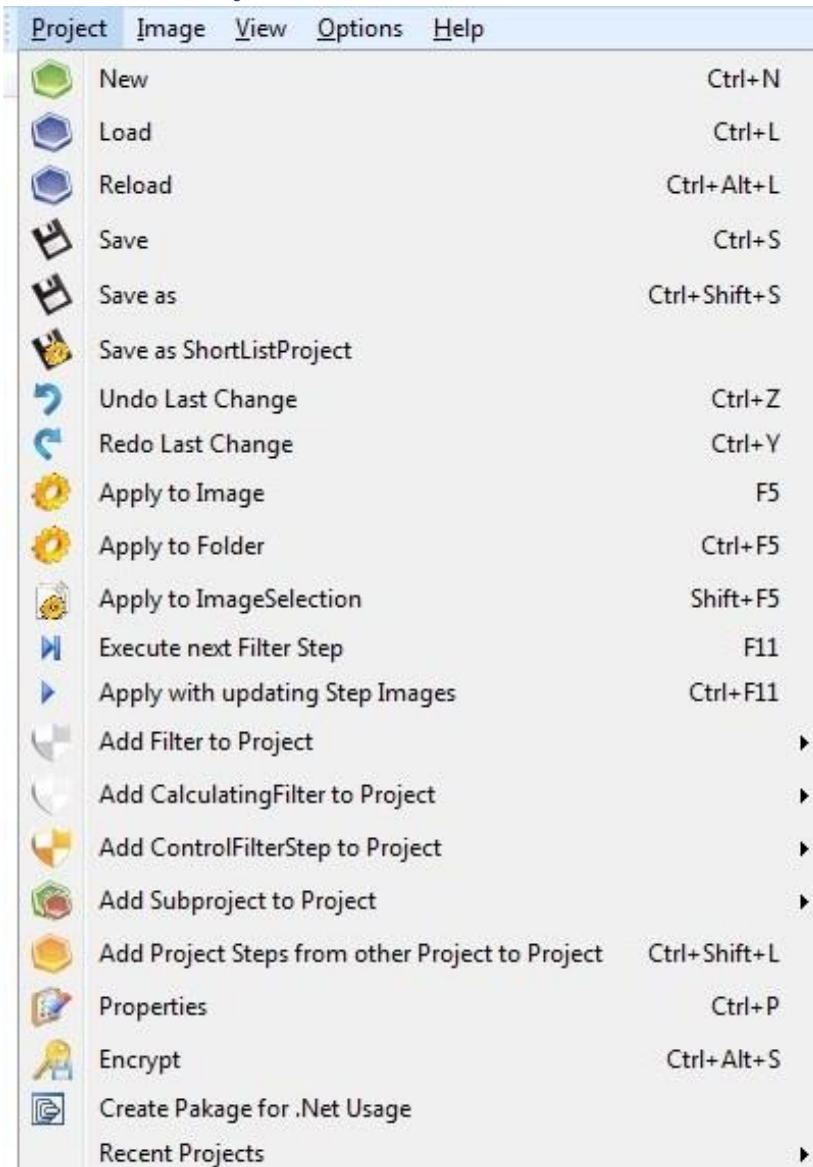 Project Image View Options Help
New Ctrl+N
Load Ctrl+L
Reload Ctrl+Alt+L
Save Ctrl+S
Save as Ctrl+Shift+S
Save as ShortListProject
Undo Last Change Ctrl+Z
Redo Last Change Ctrl+Y
Apply to Image F5
Apply to Folder Ctrl+F5
Apply to ImageSelection Shift+F5
Execute next Filter Step F11
Apply with updating Step Images Ctrl+F11
Add Filter to Project
Add CalculatingFilter to Project
Add ControlFilterStep to Project
Add Subproject to Project
Add Project Steps from other Project to Project Ctrl+Shift+L
Properties Ctrl+P
Encrypt Ctrl+Alt+S
Create Pakage for .Net Usage
Recent Projects